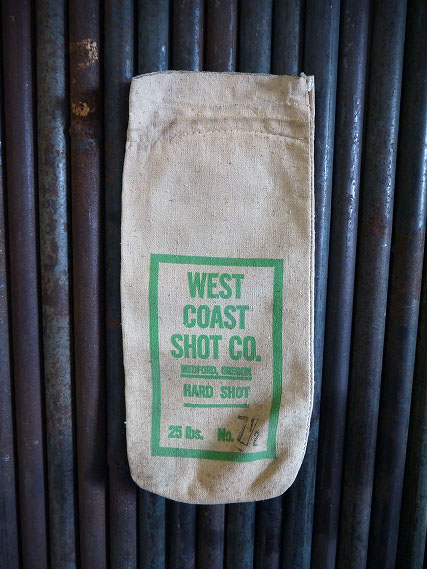 WEST
COAST
SHOT CO.
MEDFORD, OREGON
HARD SHOT
25 lbs. No. 7½